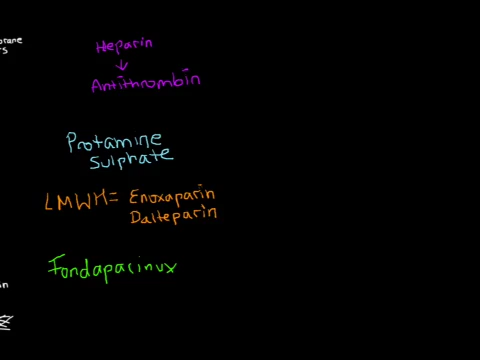 Heparin
Antithrombin
Protamine
Sulphate
LMWH= Enoxaparin
Dalteparin
Fondaparinux